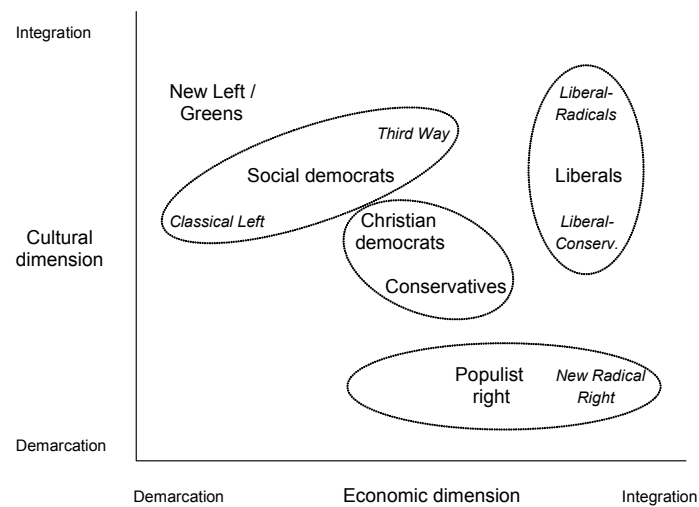 Integration
New Left /
Greens
Liberal-
Radicals
Third Way
Social democrats
Liberals
Classical Left
Christian
democrats
Liberal-
Conserv.
Cultural
dimension
Conservatives
Populist
right
New Radical
Right
Demarcation
Demarcation
Economic dimension
Integration